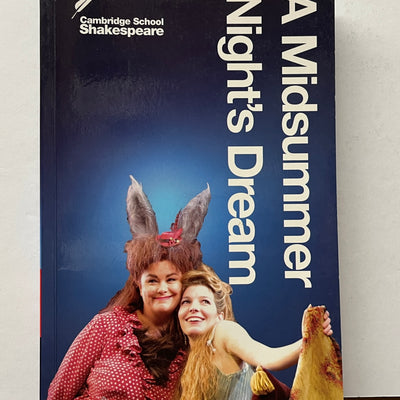 Cambridge School
Shakespeare
A Midsummer
Night's Dream